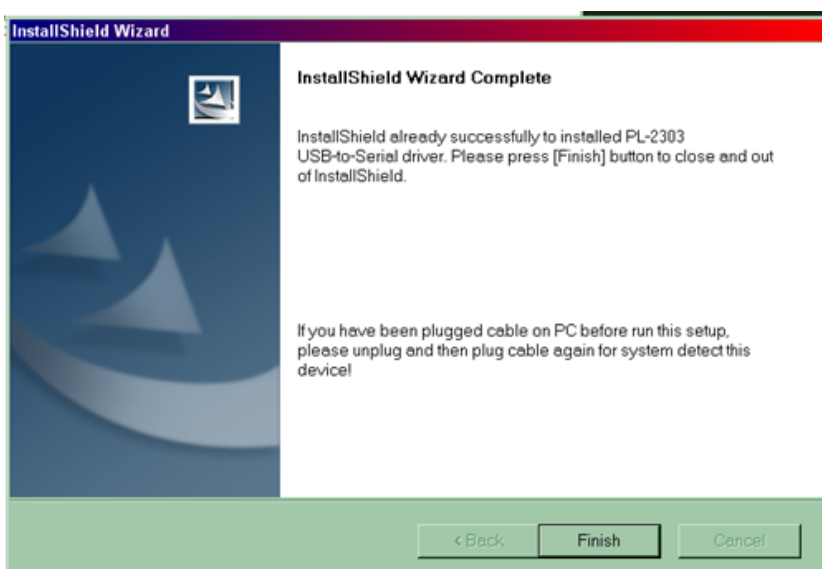 InstallShield Wizard
InstallShield Wizard Complete
InstallShield already successfully to installed PL-2303
USB-to-Serial driver. Please press [Finish] button to close and out
of InstallShield.
If you have been plugged cable on PC before run this setup,
please unplug and then plug cable again for system detect this
device!
< Back Finish Cancel